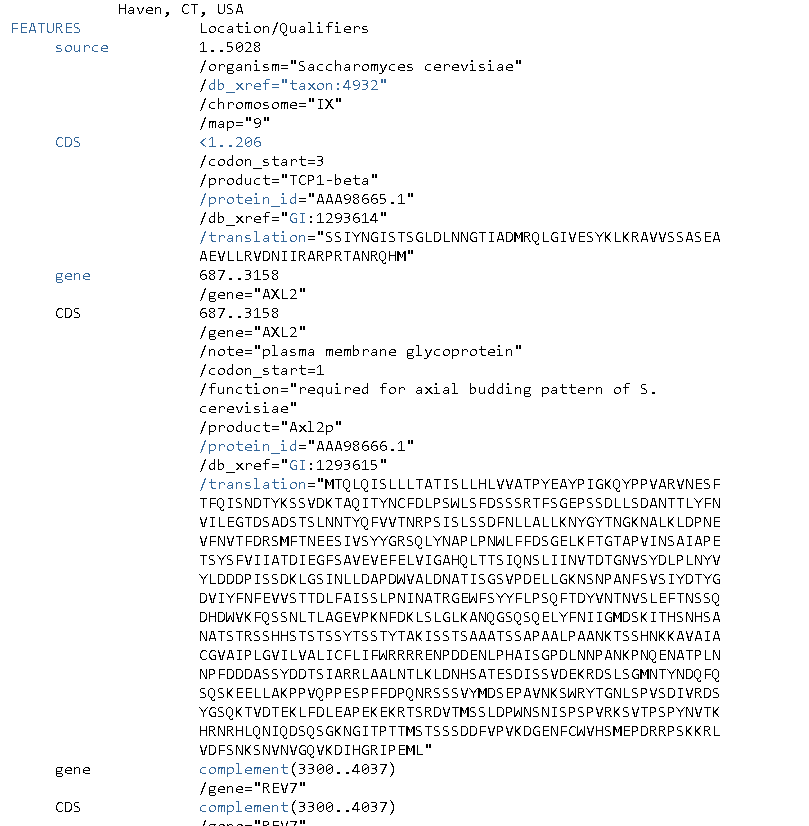 Haven, CT, USA
FEATURES Location/Qualifiers
source 1..5028
/organism="Saccharomyces cerevisiae"
/db_xref="taxon:4932"
/chromosome="IX"
/map="9"
CDS <1..206
/codon_start=3
/product="TCP1-beta"
/protein_id="AAA98665.1"
/db_xref="GI:1293614"
/translation="SSIYNGISTSGLDLNNGTIADMRQLGIVESYKLKRAVVSSASEA
AEVLLRVDNIIRARPRTANRQHM"
gene 687..3158
/gene="AXL2"
CDS 687..3158
/gene="AXL2"
/note="plasma membrane glycoprotein"
/codon_start=1
/function="required for axial budding pattern of S.
cerevisiae"
/product="Axl2p"
/protein_id="AAA98666.1"
/db_xref="GI:1293615"
/translation="MTQLQISLLLTATISLLHLVVATPYEAYPIGKQYPPVARVNESF
TFQISNDTYKSSVDKTAQITYNCFDLPSWLSFDSSSRTFSGEPSSDLLSDANTTLYFN
VILEGTDSADSTSLNNTYQFVVTNRPSISLSSDFNLLALLKNYGYTNGKNALKLDPNE
VFNVTFDRSMFTNEESIVSYYGRSQLYNAPLPNWLFFDSGELKFTGTAPVINSAIAPE
TSYSFVIIATDIEGFSAVEVEFELVIGAHQLTTSIQNSLIINVTDTGNVSYDLPLNYV
YLDDDPISSDKLGSINLLDAPDWVALDNATISGSVPDELLGKNSNPANFSVSIYDTYG
DVIYFNFEVVSTTDLFAISSLPNINATRGEWFSYYFLPSQFTDYVNTNVSLEFTNSSQ
DHDWVKFQSSNLTLAGEVPKNFDKLSLGLKANQGSQSQELYFNIIGMDSKITHSNHSA
NATSTRSSHHSTSTSSYTSSTYTAKISSTSAAATSSAPAALPAANKTSSHNKKAVAIA
CGVAIPLGVILVALICFLIFWRRRRENPDDENLPHAISGPDLNNPANKPNQENATPLN
NPFDDDASSYDDTSIARRLAALNTLKLDNHSATESDISSVDEKRDSLSGMNTYNDQFQ
SQSKEELLAKPPVQPPESPFFDPQNRSSSVYMDSEPAVNKSWRYTGNLSPVSDIVRDS
YGSQKTVDTEKLFDLEAPEKEKRTSRDVTMSSLDPWNSNISPSPVRKSVTPSPYNVTK
HRNRHLQNIQDSQSGKNGITPTTMSTSSSDDFVPVKDGENFCWVHSMEPDRRPSKKRL
VDFSNKSNVNVGQVKDIHGRIPEML"
gene complement(3300..4037)
/gene="REV7"
CDS complement(3300..4037)
/gene="REV7"